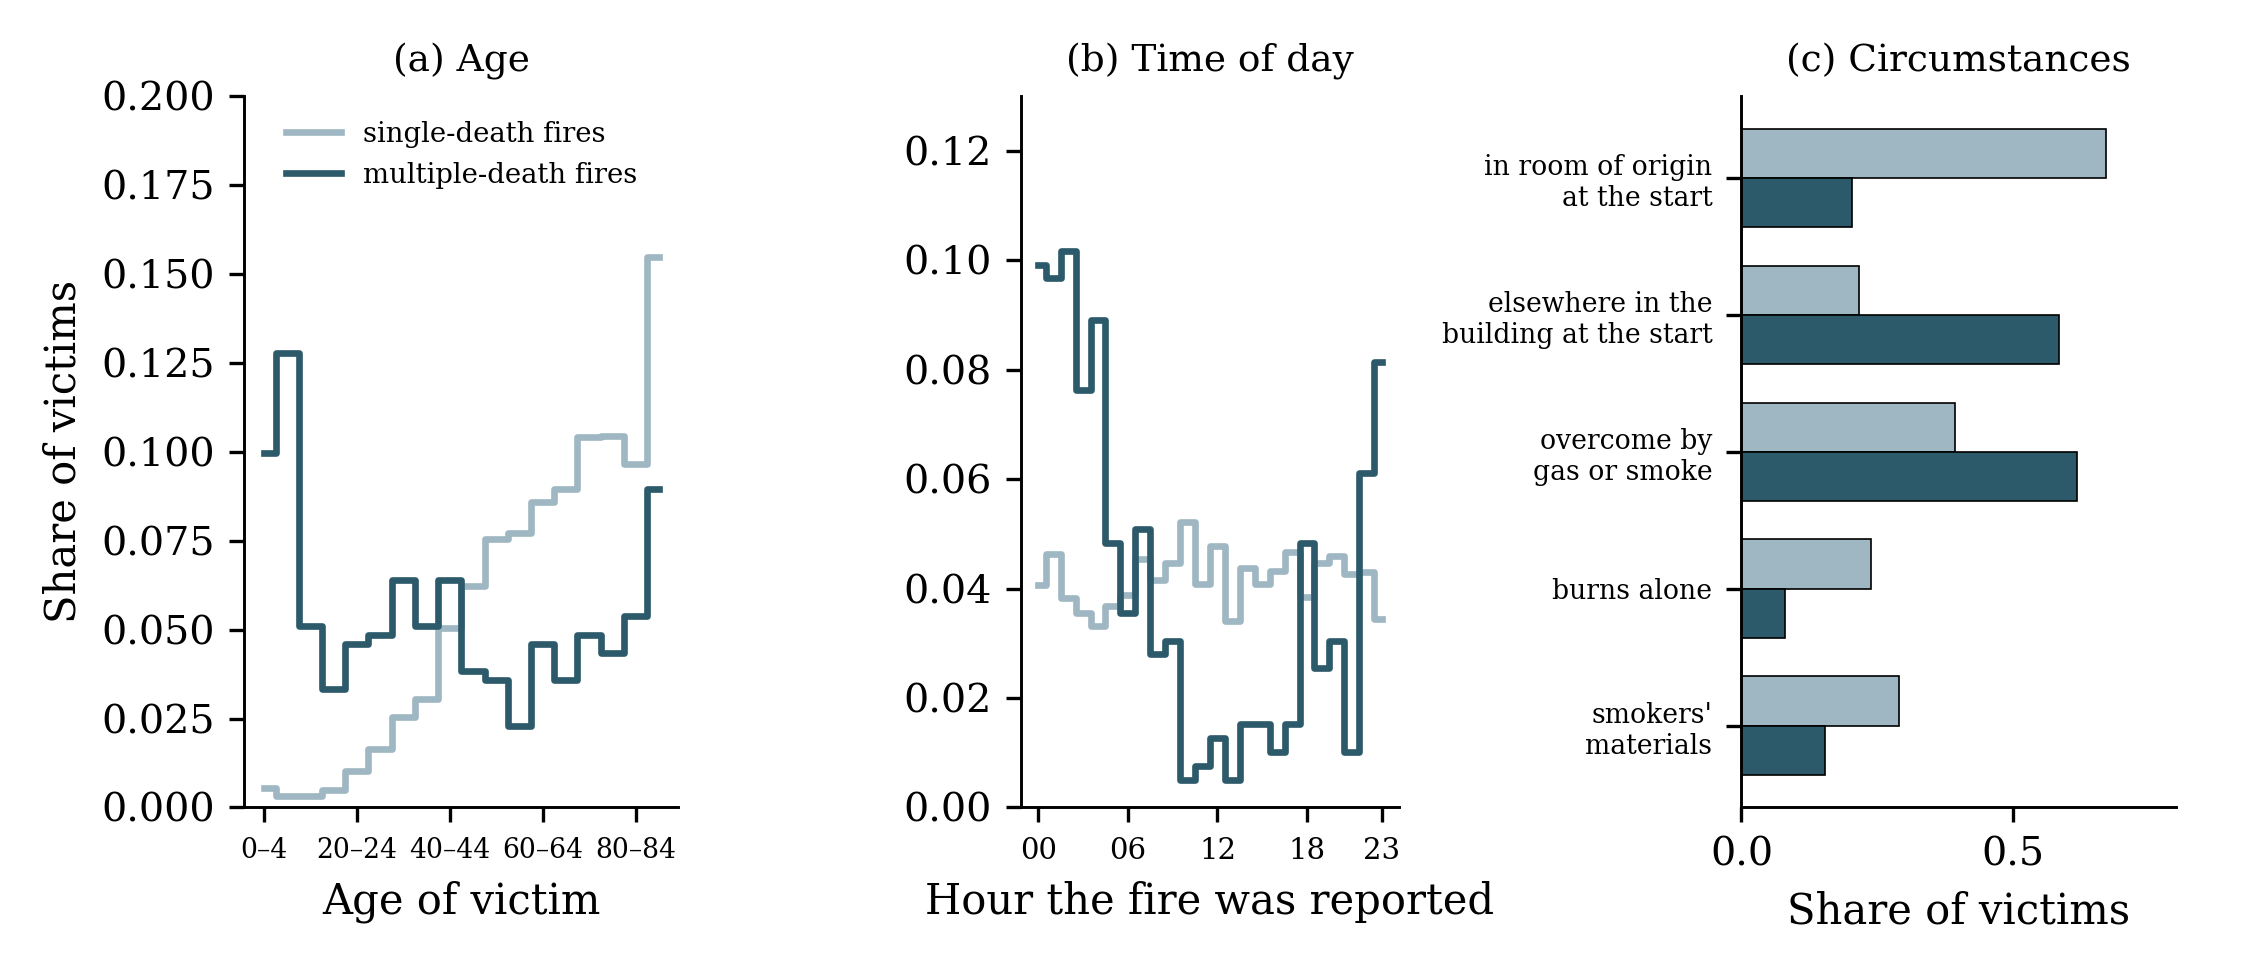 (a) Age
0.200
0.175
0.150
0.125
0.100
0.075
0.050
0.025
0.000
Share of victims
single-death fires
multiple-death fires
0–4
20–24
40–44
60–64
80–84
Age of victim
(b) Time of day
0.12
0.10
0.08
0.06
0.04
0.02
0.00
00
06
12
18
23
Hour the fire was reported
(c) Circumstances
in room of origin
at the start
elsewhere in the
building at the start
overcome by
gas or smoke
burns alone
smokers'
materials
0.0
0.5
Share of victims